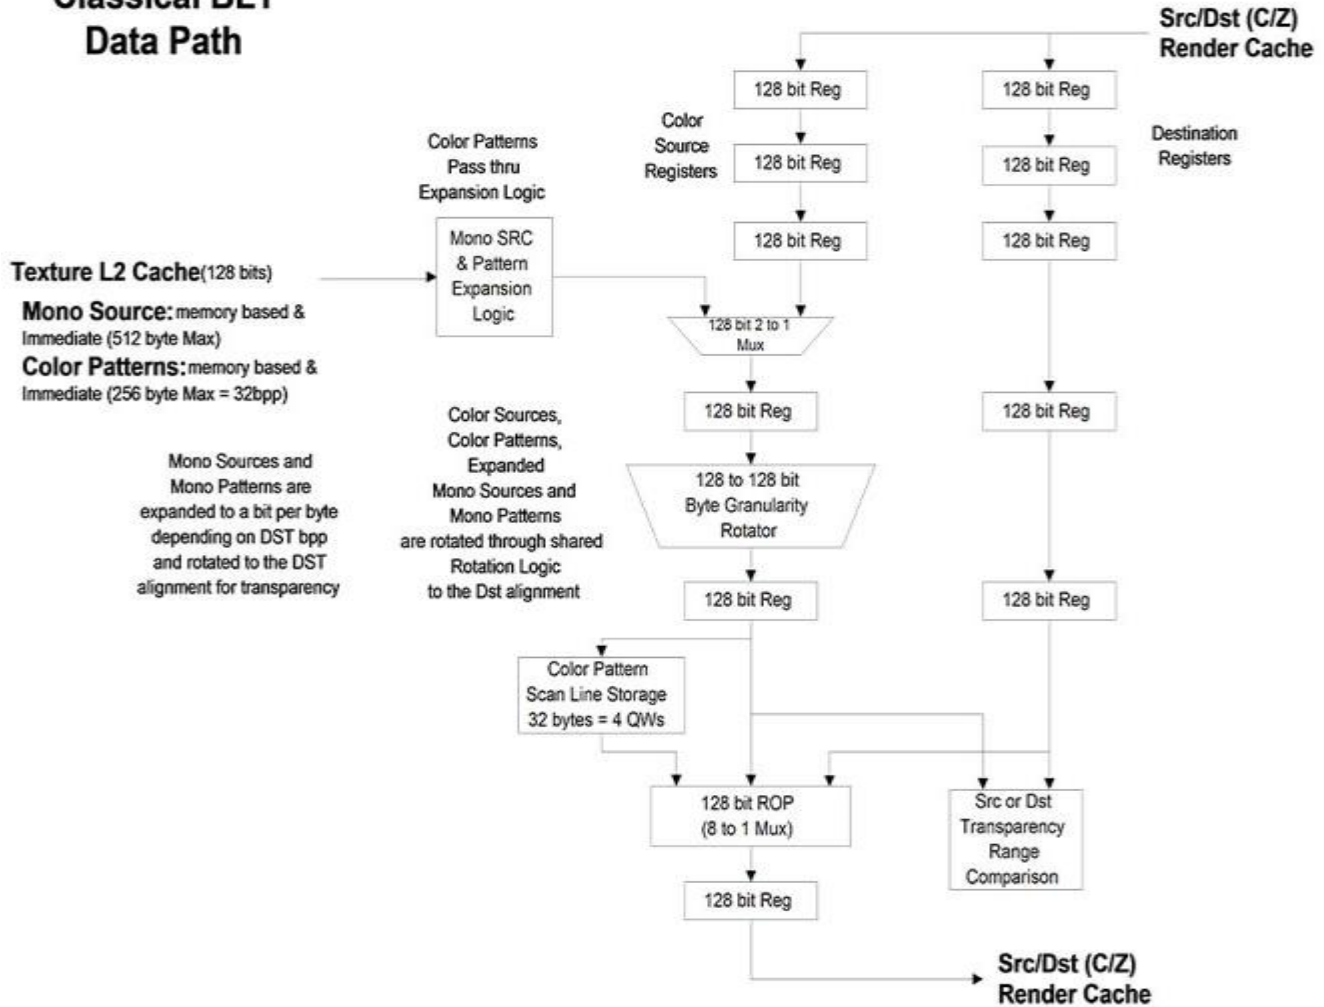 Classical BLT
Data Path
Src/Dst (C/Z)
Render Cache
128 bit Reg
128 bit Reg
Color
Source
Registers
Destination
Registers
Color Patterns
Pass thru
Expansion Logic
128 bit Reg
128 bit Reg
128 bit Reg
128 bit Reg
Mono SRC
& Pattern
Expansion
Logic
Texture L2 Cache(128 bits)
Mono Source: memory based &
Immediate (512 byte Max)
Color Patterns: memory based &
Immediate (256 byte Max = 32bpp)
128 bit 2 to 1
Mux
128 bit Reg
128 bit Reg
Color Sources,
Color Patterns,
Expanded
Mono Sources and
Mono Patterns
are rotated through shared
Rotation Logic
to the Dst alignment
Mono Sources and
Mono Patterns are
expanded to a bit per byte
depending on DST bpp
and rotated to the DST
alignment for transparency
128 to 128 bit
Byte Granularity
Rotator
128 bit Reg
128 bit Reg
Color Pattern
Scan Line Storage
32 bytes = 4 QWs
128 bit ROP
(8 to 1 Mux)
Src or Dst
Transparency
Range
Comparison
128 bit Reg
Src/Dst (C/Z)
Render Cache